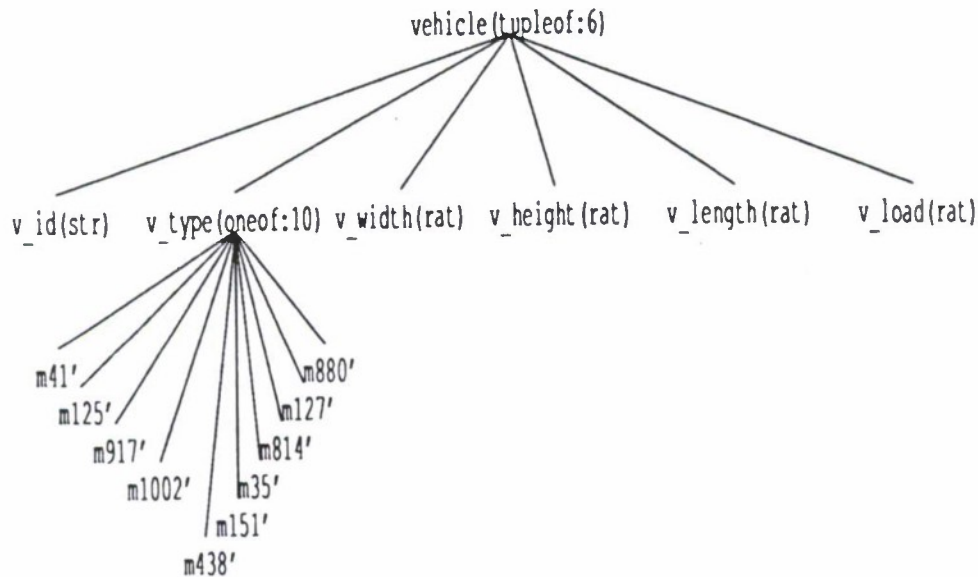 vehicle(tupleof:6)
v_id(str) v_type(oneof:10) v_width(rat) v_height(rat) v_length(rat) v_load(rat)
m41'
m880'
m125'
m127'
m917'
m814'
m1002'
m35'
m151'
m438'